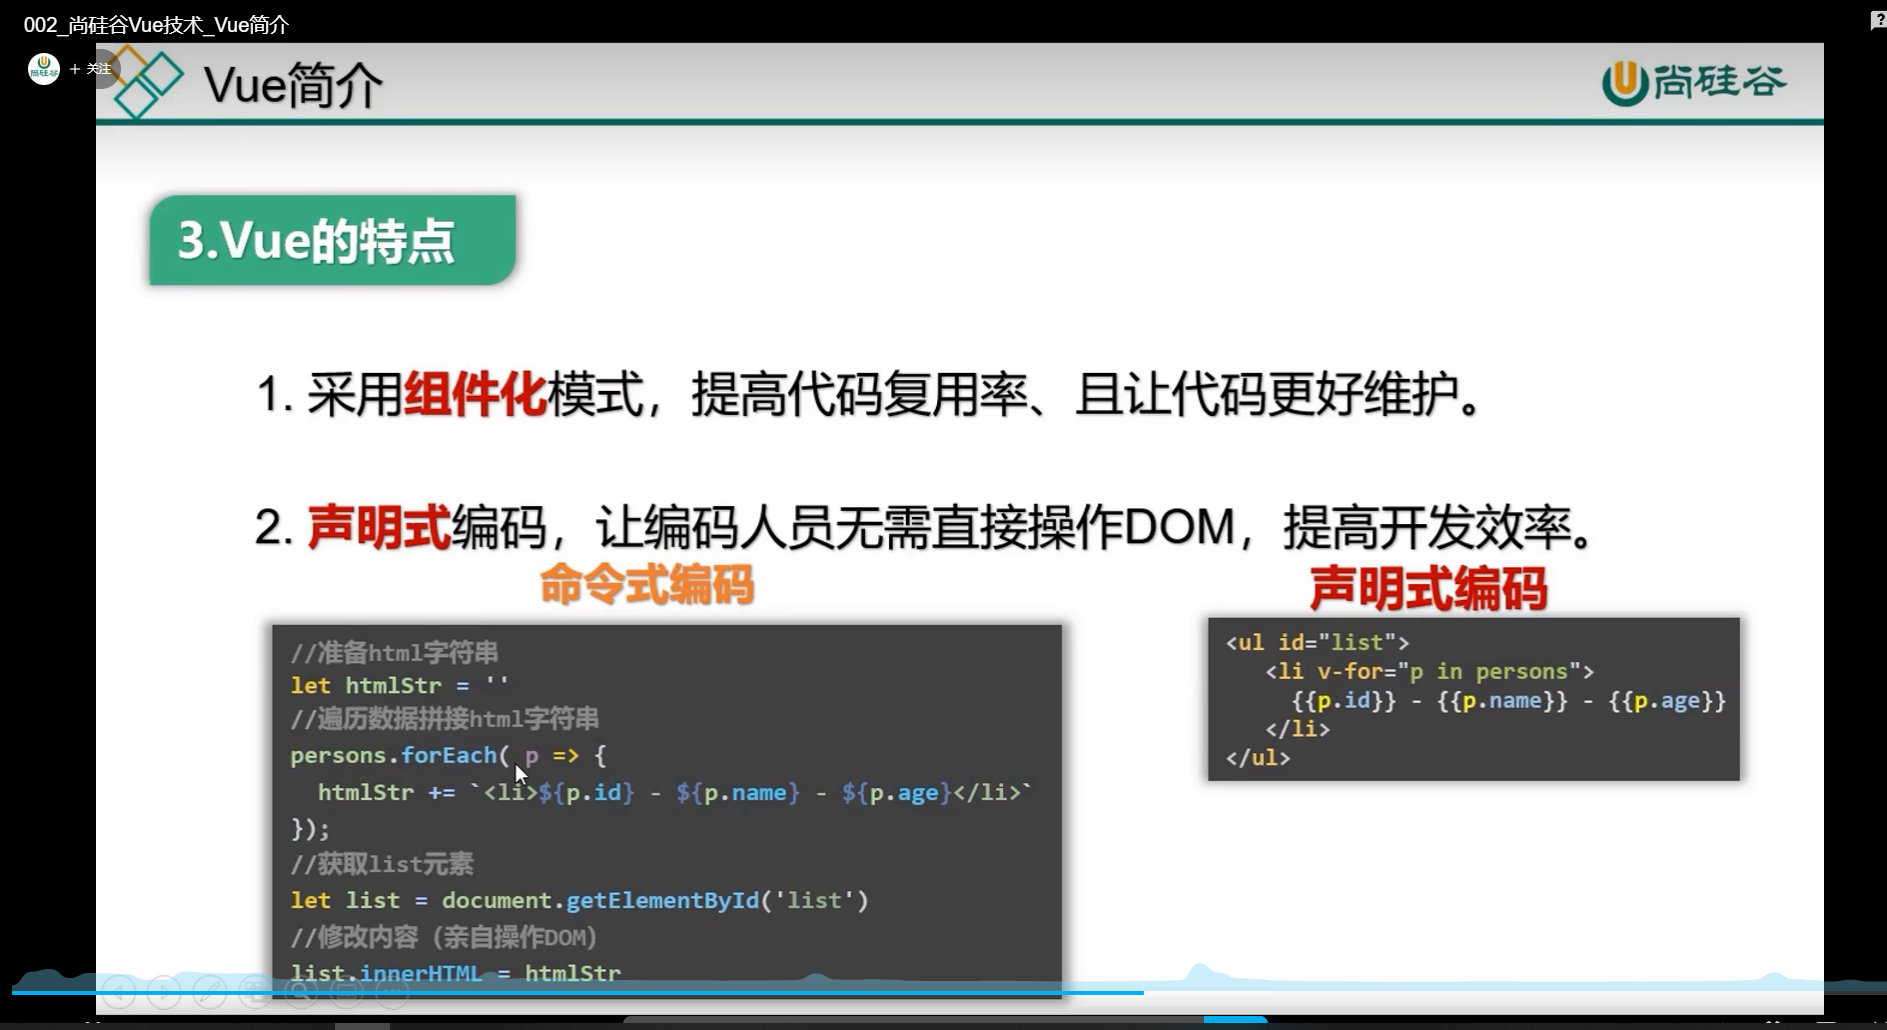 002_尚硅谷Vue技术_Vue简介
尚硅谷
+ 关注
Vue简介
尚硅谷
3.Vue的特点
1. 采用组件化模式，提高代码复用率、且让代码更好维护。
2. 声明式编码，让编码人员无需直接操作DOM，提高开发效率。
命令式编码
//准备html字符串
let htmlStr = ''
//遍历数据拼接html字符串
persons.forEach( p => {
htmlStr += `<li>${p.id} - ${p.name} - ${p.age}</li>`
});
//获取list元素
let list = document.getElementById('list')
//修改内容（亲自操作DOM）
list.innerHTML = htmlStr
声明式编码
<ul id="list">
<li v-for="p in persons">
{{p.id}} - {{p.name}} - {{p.age}}
</li>
</ul>